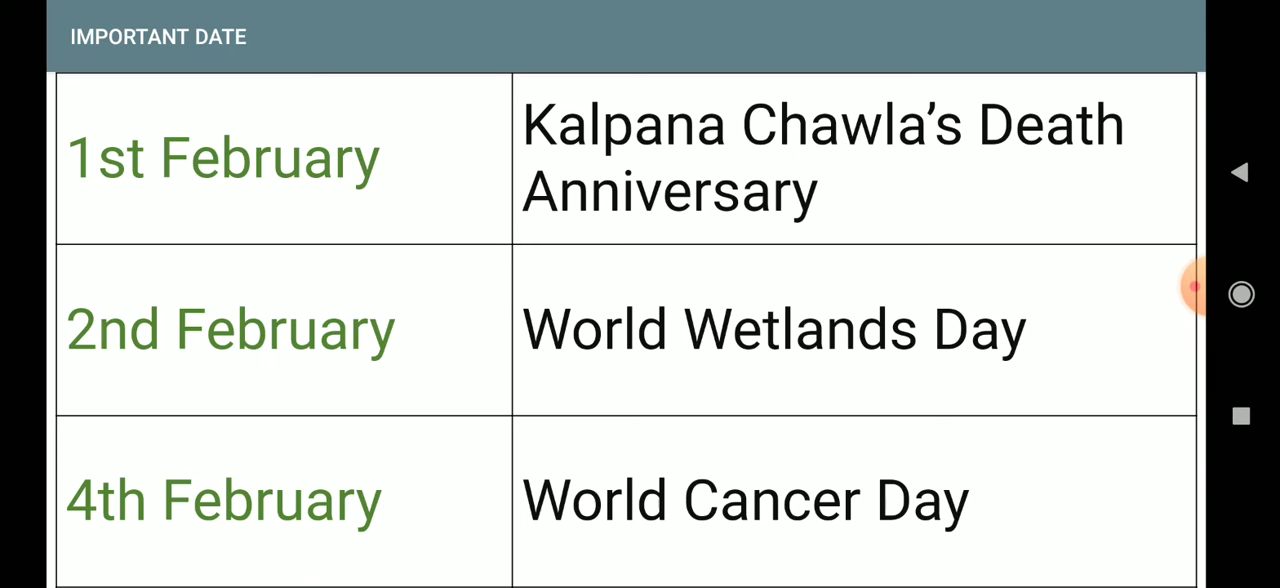 IMPORTANT DATE
1st February
Kalpana Chawla’s Death
Anniversary
2nd February
World Wetlands Day
4th February
World Cancer Day